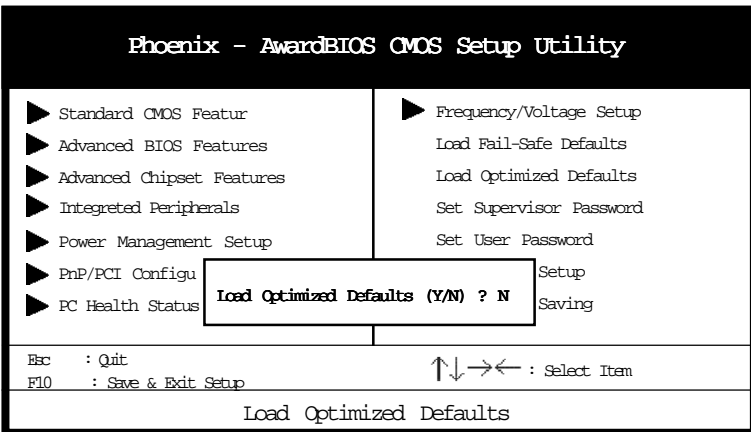 Phoenix - AwardBIOS CMOS Setup Utility
Standard CMOS Featur
Advanced BIOS Features
Advanced Chipset Features
Integreted Peripherals
Power Management Setup
PnP/PCI Configu
PC Health Status
Frequency/Voltage Setup
Load Fail-Safe Defaults
Load Optimized Defaults
Set Supervisor Password
Set User Password
Setup
Saving
Load Optimized Defaults (Y/N) ? N
Esc : Quit
F10 : Save & Exit Setup
↑↓→← : Select Item
Load Optimized Defaults